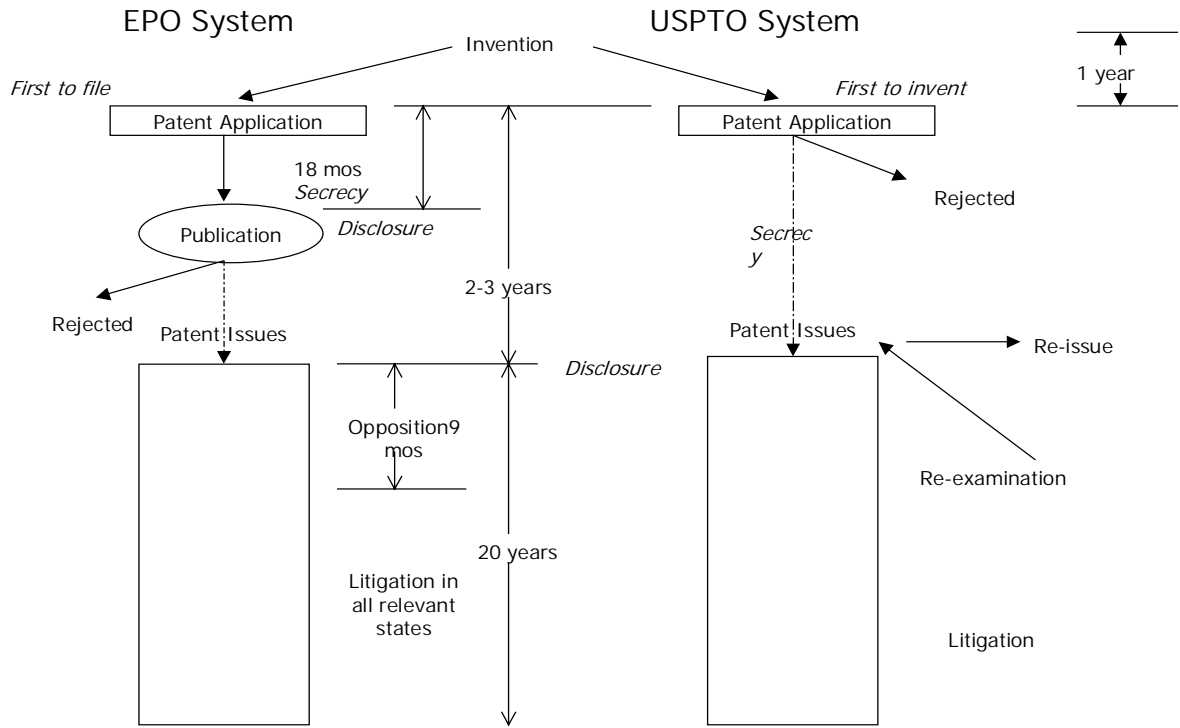 EPO System
USPTO System
Invention
1 year
First to file
First to invent
Patent Application
Patent Application
18 mos
Secrecy
Rejected
Disclosure
Publication
Secrec
y
2-3 years
Rejected
Patent Issues
Patent Issues
Re-issue
Disclosure
Opposition9
mos
Re-examination
20 years
Litigation in
all relevant
states
Litigation